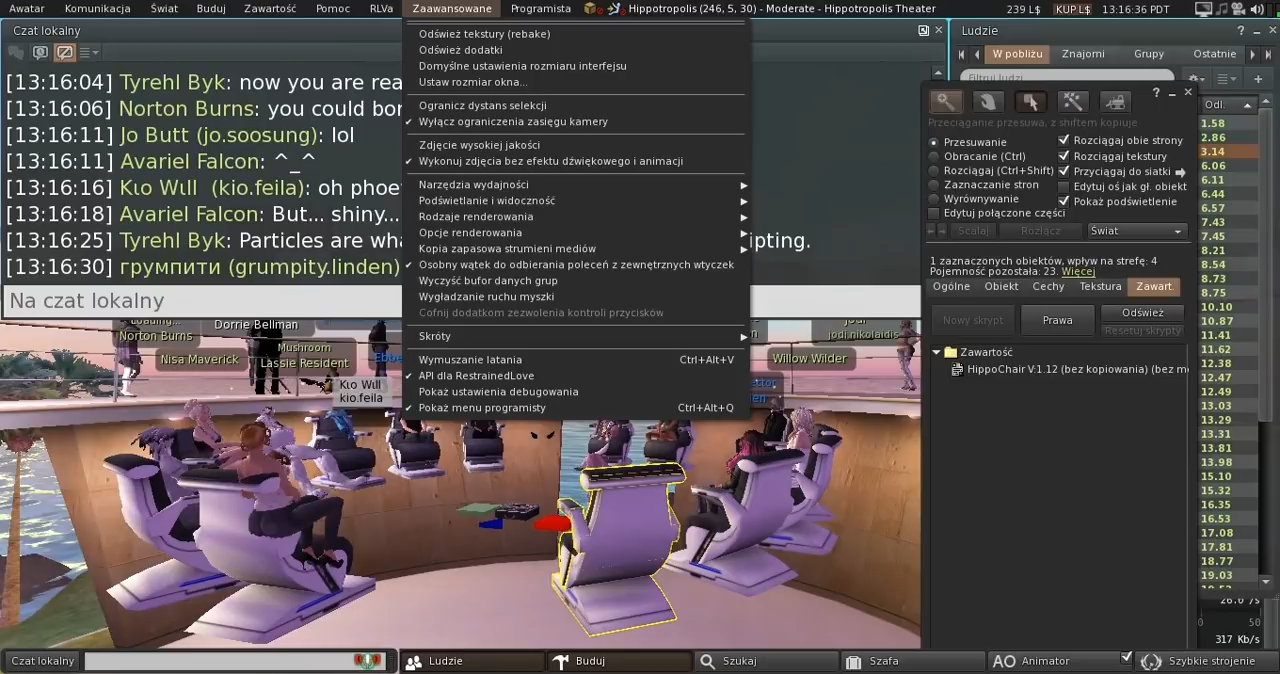 Awatar Komunikacja Świat Buduj Zawartość Pomoc RLVa Zaawansowane Programista Hippotropolis (246, 5, 30) - Moderate - Hippotropolis Theater 239 L$ KUP L$ 13:16:36 PDT
Czat lokalny
[13:16:04] Tyrehl Byk: now you are rea
[13:16:06] Norton Burns: you could bor
[13:16:11] Jo Butt (jo.soosung): lol
[13:16:11] Avariel Falcon: ^_^
[13:16:16] Kιo Wιll (kio.feila): oh phoe
[13:16:18] Avariel Falcon: But... shiny...
[13:16:25] Tyrehl Byk: Particles are wha
ipting.
[13:16:30] грумпити (grumpity.linden)
Na czat lokalny
Odśwież tekstury (rebake)
Odśwież dodatki
Domyślne ustawienia rozmiaru interfejsu
Ustaw rozmiar okna...
Ogranicz dystans selekcji
✔ Wyłącz ograniczenia zasięgu kamery
Zdjęcie wysokiej jakości
✔ Wykonuj zdjęcia bez efektu dźwiękowego i animacji
Narzędzia wydajności
Podświetlanie i widoczność
Rodzaje renderowania
Opcje renderowania
Kopia zapasowa strumieni mediów
✔ Osobny wątek do odbierania poleceń z zewnętrznych wtyczek
Wyczyść bufor danych grup
Wygładzanie ruchu myszki
Cofnij dodatkom zezwolenia kontroli przycisków
Skróty
Wymuszanie latania Ctrl+Alt+V
✔ API dla RestrainedLove
Pokaż ustawienia debugowania
✔ Pokaż menu programisty Ctrl+Alt+Q
Ludzie
W pobliżu Znajomi Grupy Ostatnie
Filtruj ludzi
Przeciąganie przesuwa, z shiftem kopiuje
Przesuwanie
Obracanie (Ctrl)
Rozciągaj (Ctrl+Shift)
Zaznaczanie stron
Wyrównywanie
Edytuj połączone części
Rozciągaj obie strony
Rozciągaj tekstury
Przyciągaj do siatki
Edytuj oś jak gł. obiekt
Pokaż podświetlenie
Scalaj Rozłącz Świat
1 zaznaczonych obiektów, wpływ na strefę: 4
Pojemność pozostała: 23. Więcej
Ogólne Obiekt Cechy Tekstura Zawart.
Nowy skrypt Prawa Odśwież
Resetuj skrypty
Zawartość
HippoChair V:1.12 (bez kopiowania) (bez m
Odl.
1.58
2.86
3.14
6.06
6.11
6.44
6.57
7.43
7.45
8.21
8.54
8.73
8.75
10.10
10.87
11.41
11.62
12.38
12.47
12.49
13.03
13.29
13.31
13.81
13.98
15.10
15.32
16.35
16.53
17.08
17.81
18.77
19.03
26.0 /s
0 50
317 Kb/s
Loading...
Norton Burns
Dorrie Bellman
Nisa Maverick
Mushroom
Lassie Resident
Kιo Wιll
kio.feila
Willow Wilder
jodi.nikolaidis
Czat lokalny Ludzie Buduj Szukaj Szafa AO Animator Szybkie strojenie